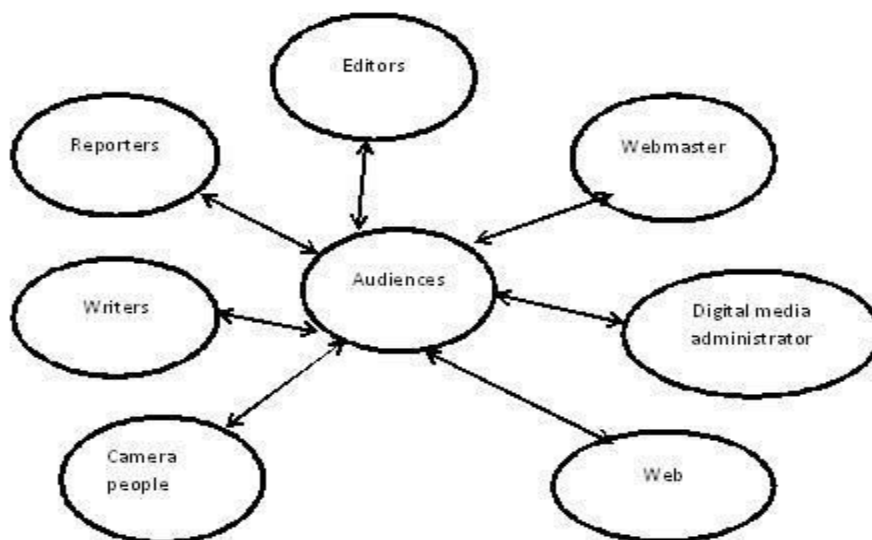 Editors
Reporters
Webmaster
Audiences
Writers
Digital media
administrator
Camera
people
Web